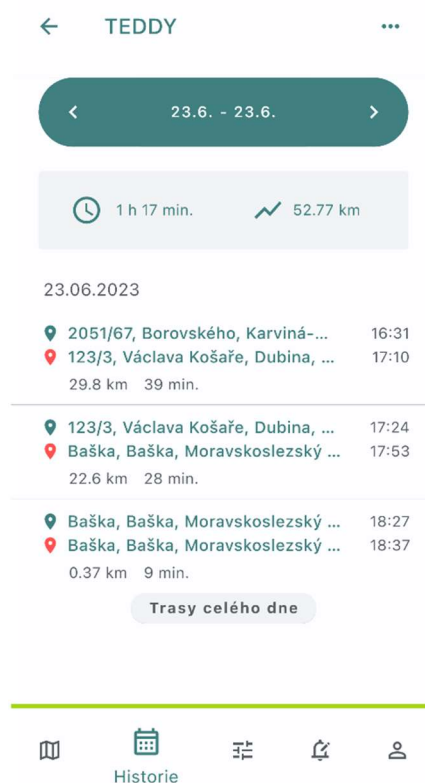 TEDDY
23.6. - 23.6.
1 h 17 min. 52.77 km
23.06.2023
2051/67, Borovského, Karviná-... 16:31
123/3, Václava Košaře, Dubina, ... 17:10
29.8 km 39 min.
123/3, Václava Košaře, Dubina, ... 17:24
Baška, Baška, Moravskoslezský ... 17:53
22.6 km 28 min.
Baška, Baška, Moravskoslezský ... 18:27
Baška, Baška, Moravskoslezský ... 18:37
0.37 km 9 min.
Trasy celého dne
Historie